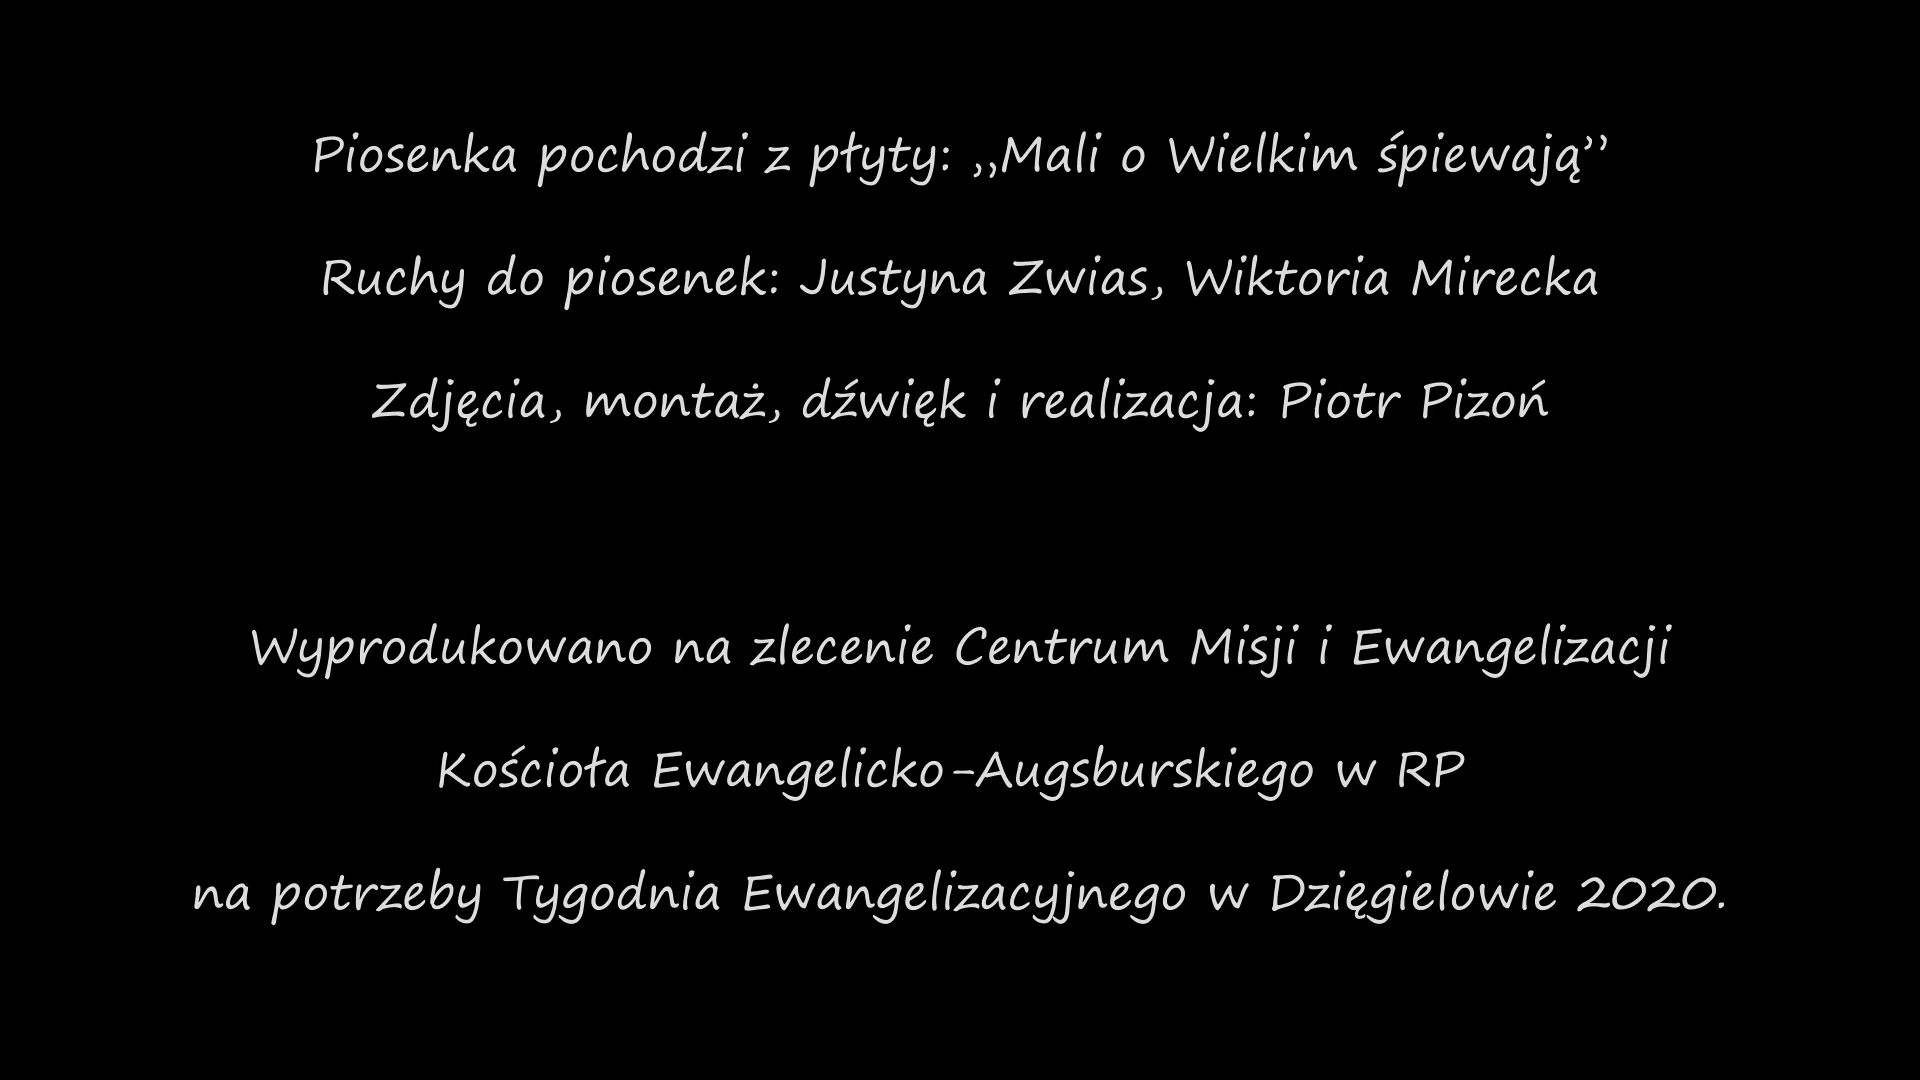 Piosenka pochodzi z płyty: ,,Mali o Wielkim śpiewają”
Ruchy do piosenek: Justyna Zwias, Wiktoria Mirecka
Zdjęcia, montaż, dźwięk i realizacja: Piotr Pizoń
Wyprodukowano na zlecenie Centrum Misji i Ewangelizacji
Kościoła Ewangelicko-Augsburskiego w RP
na potrzeby Tygodnia Ewangelizacyjnego w Dzięgielowie 2020.